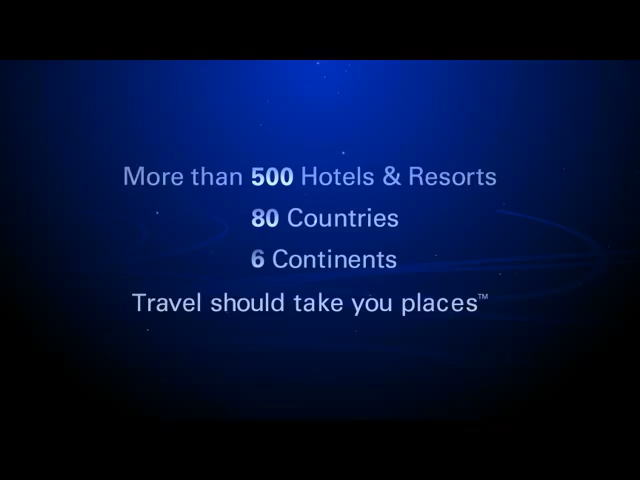 More than 500 Hotels & Resorts
80 Countries
6 Continents
Travel should take you places™